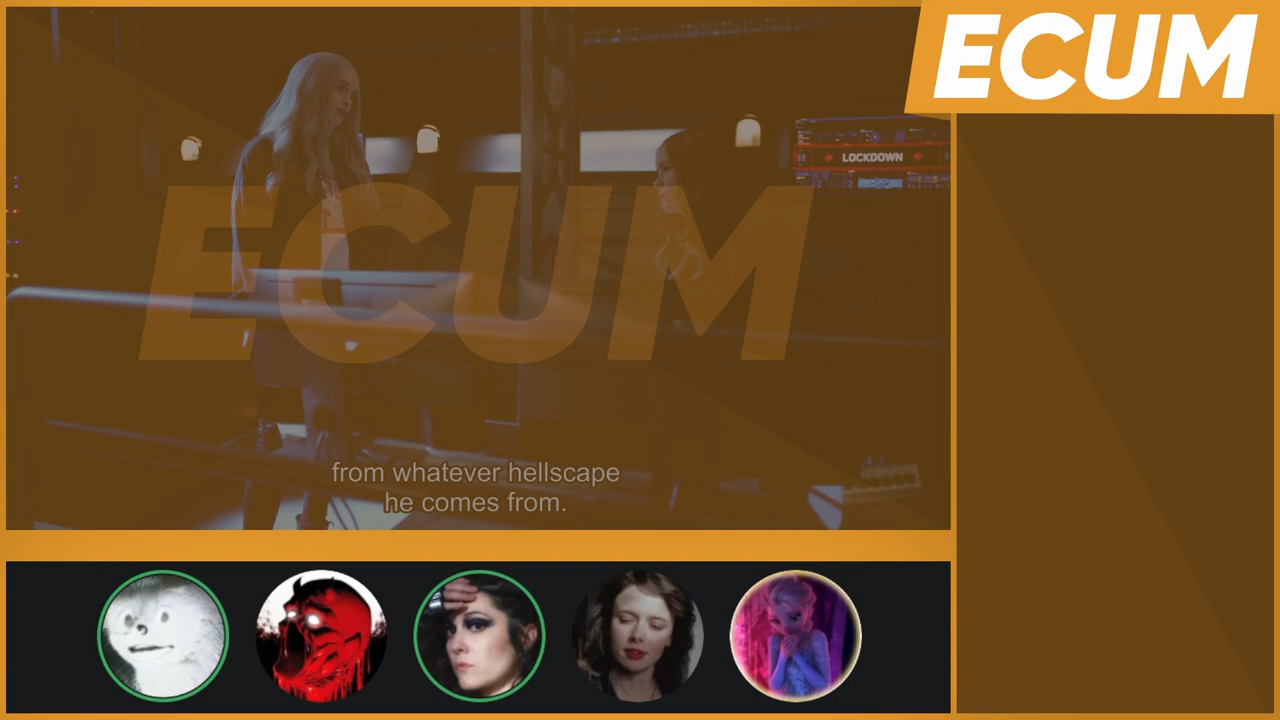 ECUM
LOCKDOWN
ECUM
from whatever hellscape
he comes from.